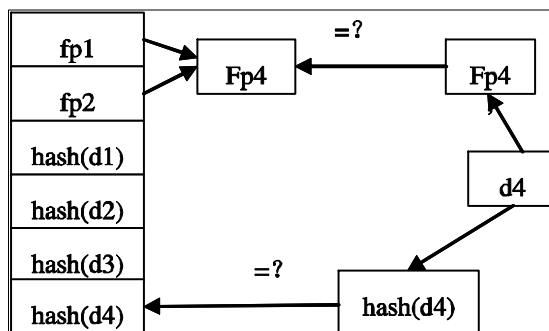 fp1
fp2
hash(d1)
hash(d2)
hash(d3)
hash(d4)
=?
Fp4
Fp4
,
d4
=?
hash(d4)